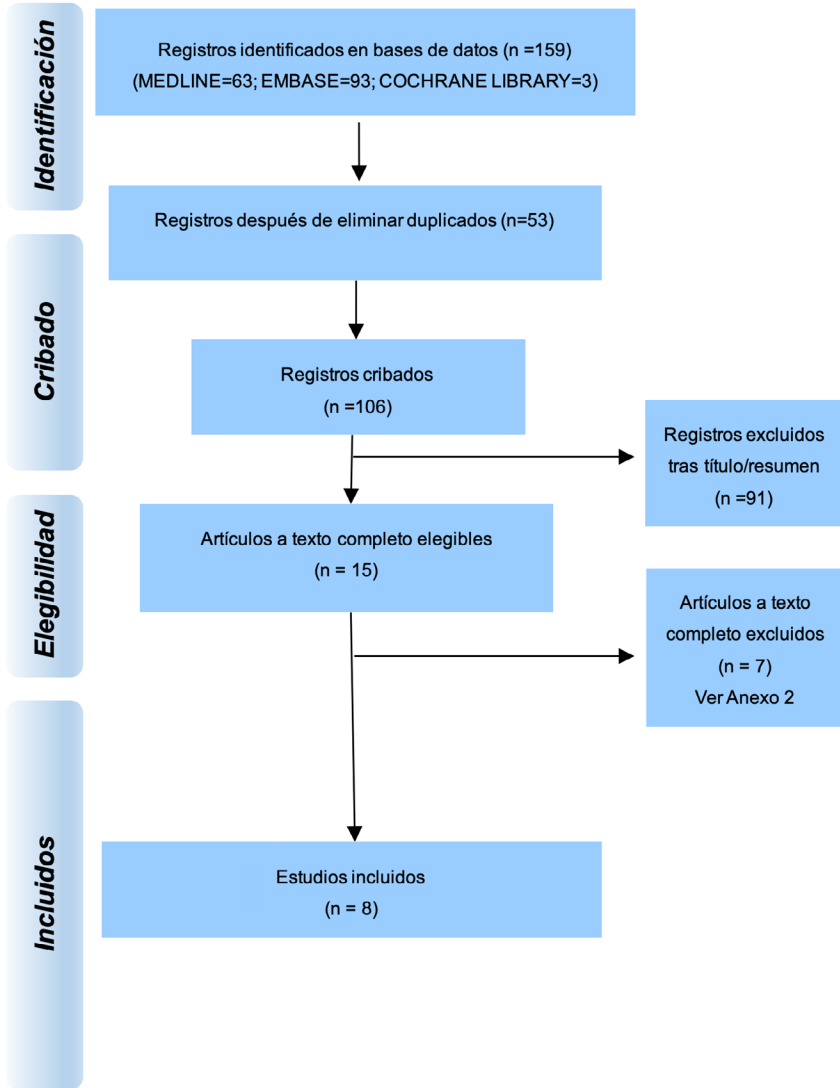 Identificación
Registros identificados en bases de datos (n =159)
(MEDLINE=63; EMBASE=93; COCHRANE LIBRARY=3)
Registros después de eliminar duplicados (n=53)
Cribado
Registros cribados
(n =106)
Registros excluidos
tras título/resumen
(n =91)
Elegibilidad
Artículos a texto completo elegibles
(n = 15)
Artículos a texto
completo excluidos
(n = 7)
Ver Anexo 2
Incluidos
Estudios incluidos
(n = 8)